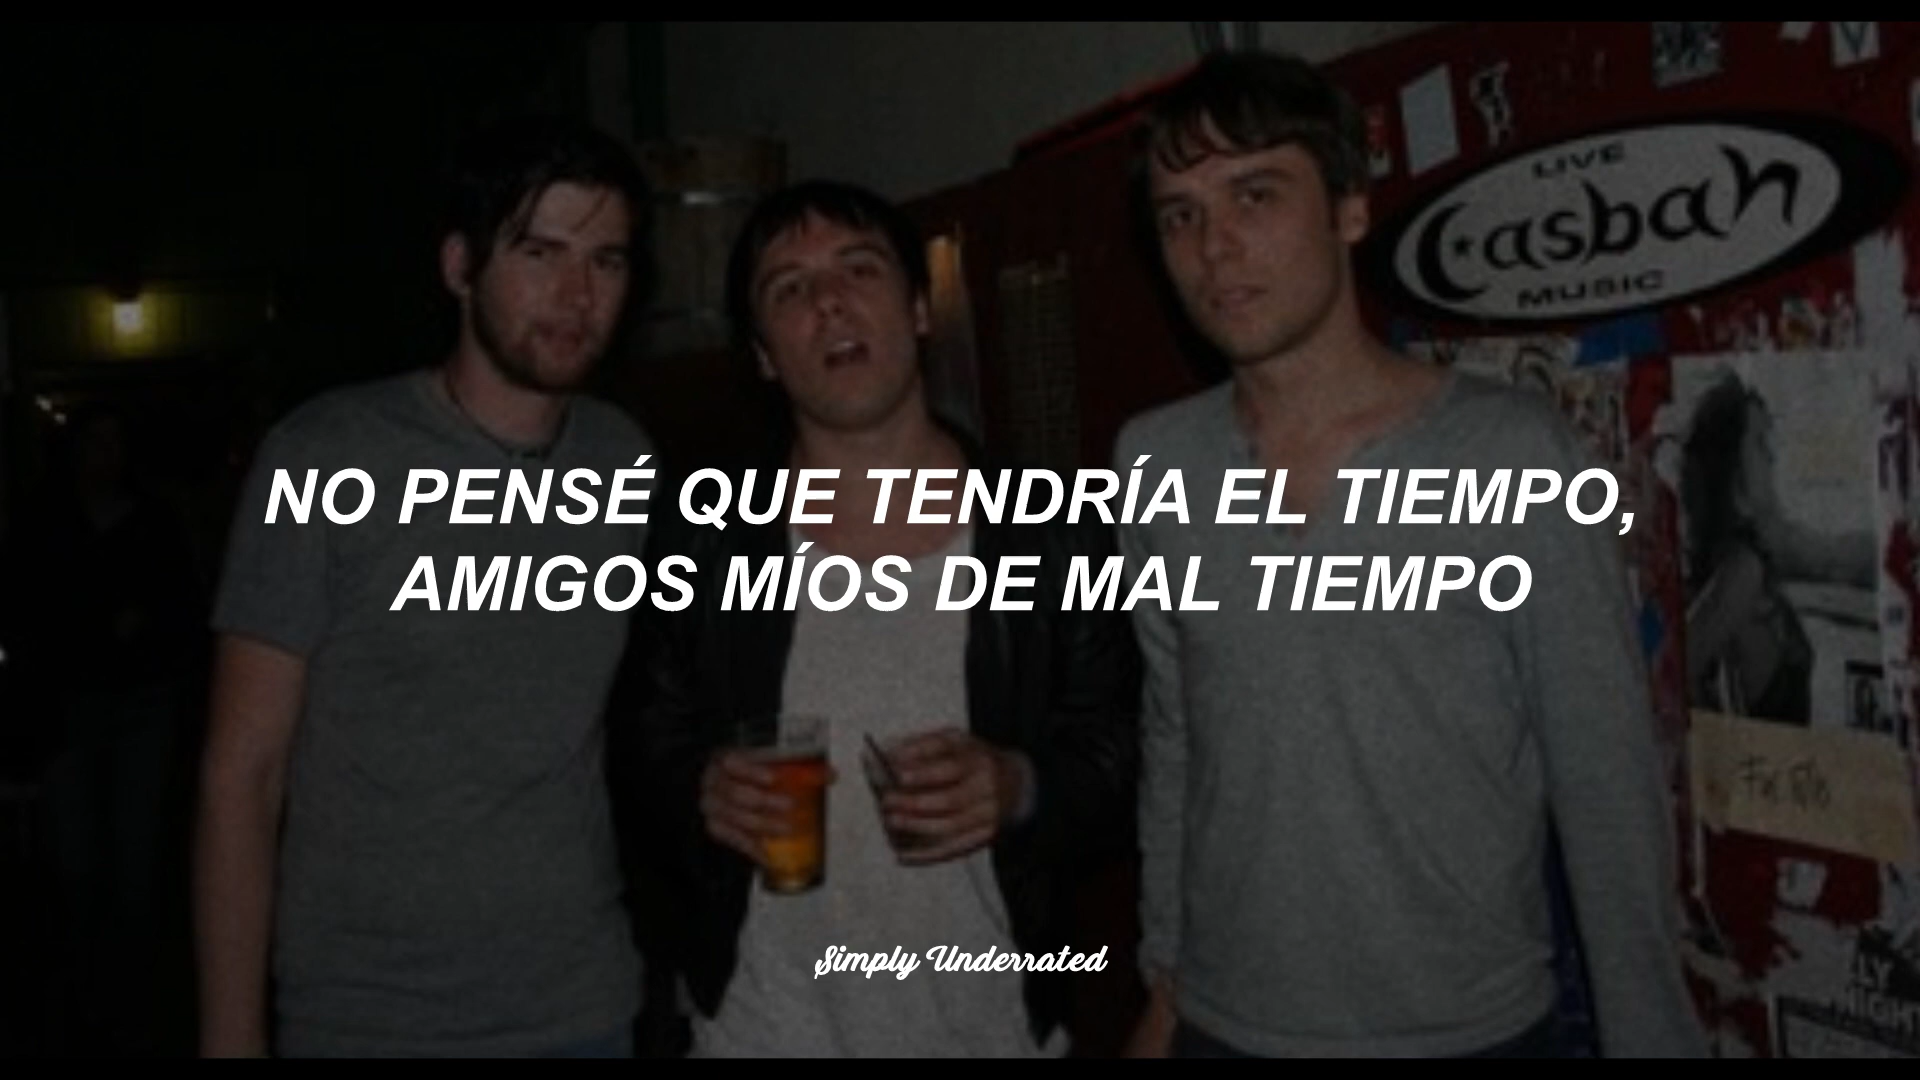 LIVE
Casbah
MUSIC
NO PENSÉ QUE TENDRÍA EL TIEMPO,
AMIGOS MÍOS DE MAL TIEMPO
Simply Underrated